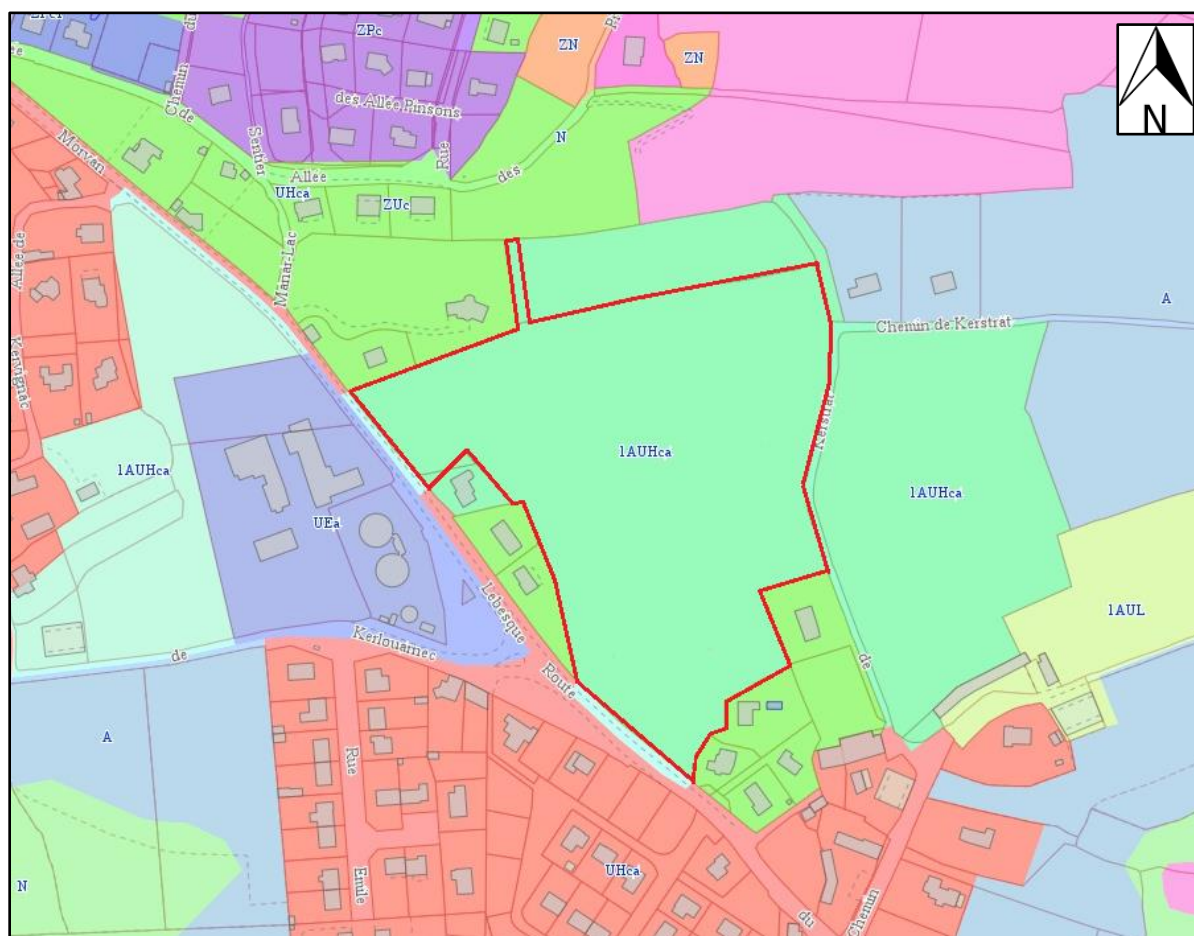 ZPc
ZN
ZN
Chemin du
de
des Allée Pinsons
Sentier
Rue
N
Morvan
Allée
des
UHca
ZUc
Manar-Lac
Allée de
Kervignac
N
A
Chemin de Kerstrat
Kerstrat
1AUHca
1AUHca
1AUHca
UEa
1AUL
Lebesque
de
Kerlouarnec
Route
de
A
Rue
N
UHca
Emile
du
Chemin